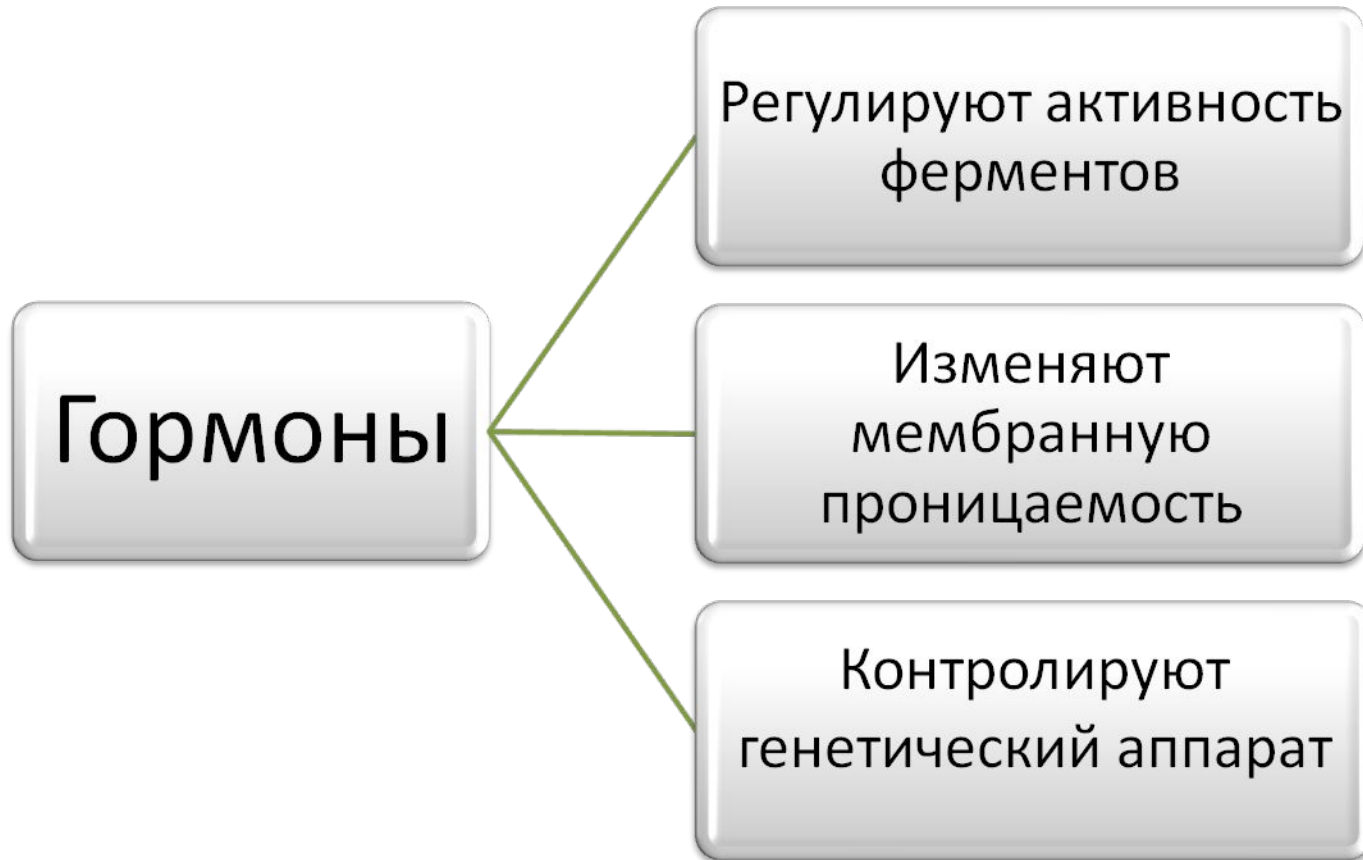 Гормоны
Регулируют активность
ферментов
Изменяют
мембранную
проницаемость
Контролируют
генетический аппарат